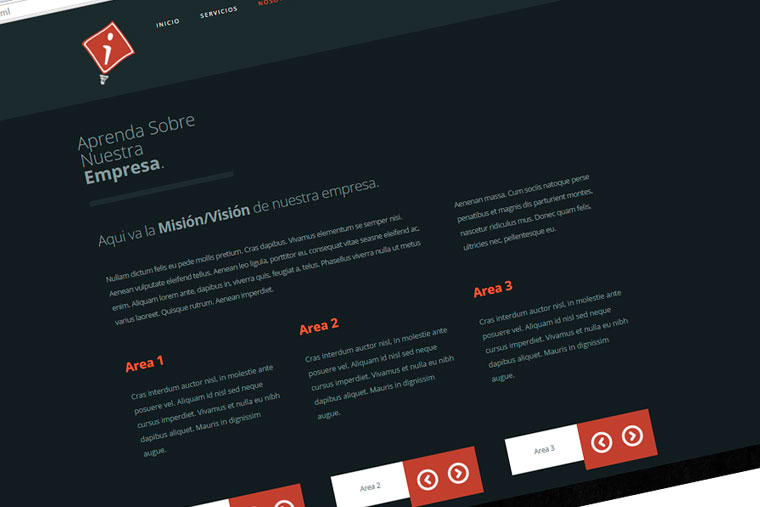 ml
INICIO
SERVICIOS
Aprenda Sobre
Nuestra
Empresa.
Aqui va la Misión/Visión de nuestra empresa.
Nullam dictum felis eu pede mollis pretium. Cras dapibus. Vivamus elementum se semper nisi.
Aenean vulputate eleifend tellus. Aenean leo ligula, porttitor eu, consequat vitae seasne eleifend ac,
enim. Aliquam lorem ante, dapibus in, viverra quis, feugiat a, telus. Phasellus viverra nulla ut metus
varius laoreet. Quisque rutrum. Aenean imperdiet.
Aenenan massa. Cum sociis natoque perse
penatibus et magnis dis parturient montes,
nascetur ridiculus mus. Donec quam felis,
ultricies nec, pellentesque eu.
Area 1
Cras interdum auctor nisl, in molestie ante
posuere vel. Aliquam id nisl sed neque
cursus imperdiet. Vivamus et nulla eu nibh
dapibus aliquet. Mauris in dignissim
augue.
Area 2
Cras interdum auctor nisl, in molestie ante
posuere vel. Aliquam id nisl sed neque
cursus imperdiet. Vivamus et nulla eu nibh
dapibus aliquet. Mauris in dignissim
augue.
Area 3
Cras interdum auctor nisl, in molestie ante
posuere vel. Aliquam id nisl sed neque
cursus imperdiet. Vivamus et nulla eu nibh
dapibus aliquet. Mauris in dignissim
augue.
Area 2
Area 3